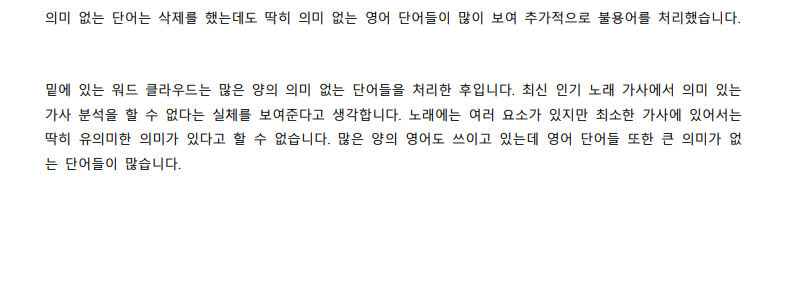 의미 없는 단어는 삭제를 했는데도 딱히 의미 없는 영어 단어들이 많이 보여 추가적으로 불용어를 처리했습니다.
밑에 있는 워드 클라우드는 많은 양의 의미 없는 단어들을 처리한 후입니다. 최신 인기 노래 가사에서 의미 있는
가사 분석을 할 수 없다는 실체를 보여준다고 생각합니다. 노래에는 여러 요소가 있지만 최소한 가사에 있어서는
딱히 유의미한 의미가 있다고 할 수 없습니다. 많은 양의 영어도 쓰이고 있는데 영어 단어들 또한 큰 의미가 없
는 단어들이 많습니다.